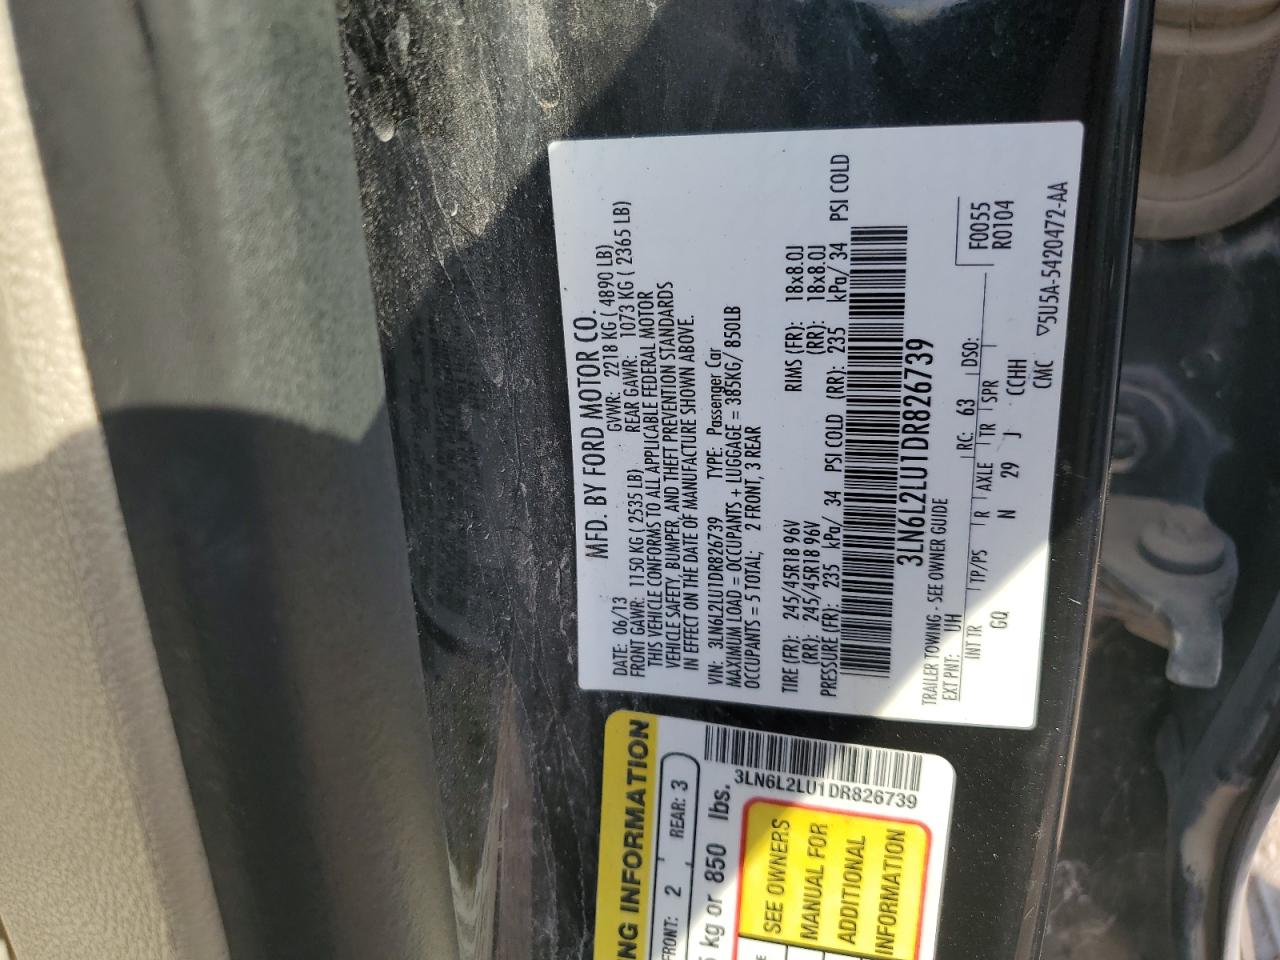 MFD. BY FORD MOTOR CO.
DATE: 06/13 GVWR: 2218 KG ( 4890 LB)
FRONT GAWR: 1150 KG ( 2535 LB) REAR GAWR: 1073 KG ( 2365 LB)
THIS VEHICLE CONFORMS TO ALL APPLICABLE FEDERAL MOTOR
VEHICLE SAFETY, BUMPER, AND THEFT PREVENTION STANDARDS
IN EFFECT ON THE DATE OF MANUFACTURE SHOWN ABOVE.
VIN: 3LN6L2LU1DR826739 TYPE: Passenger Car
MAXIMUM LOAD = OCCUPANTS + LUGGAGE = 385KG/ 850LB
OCCUPANTS = 5 TOTAL; 2 FRONT, 3 REAR
TIRE (FR): 245/45R18 96V RIMS (FR): 18x8.0J
(RR): 245/45R18 96V (RR): 18x8.0J
PRESSURE (FR): 235 kPa/ 34 PSI COLD (RR): 235 kPa/ 34 PSI COLD
3LN6L2LU1DR826739
TRAILER TOWING - SEE OWNER GUIDE
EXT PNT: UH RC: 63 DSO: F0055
INT TR TP/PS R AXLE TR SPR R0104
GQ N 29 J CCHH
CMC ▽5U5A-5420472-AA
NG INFORMATION
FRONT: 2 , REAR: 3
kg or 850 lbs.
3LN6L2LU1DR826739
SEE OWNERS
MANUAL FOR
ADDITIONAL
INFORMATION